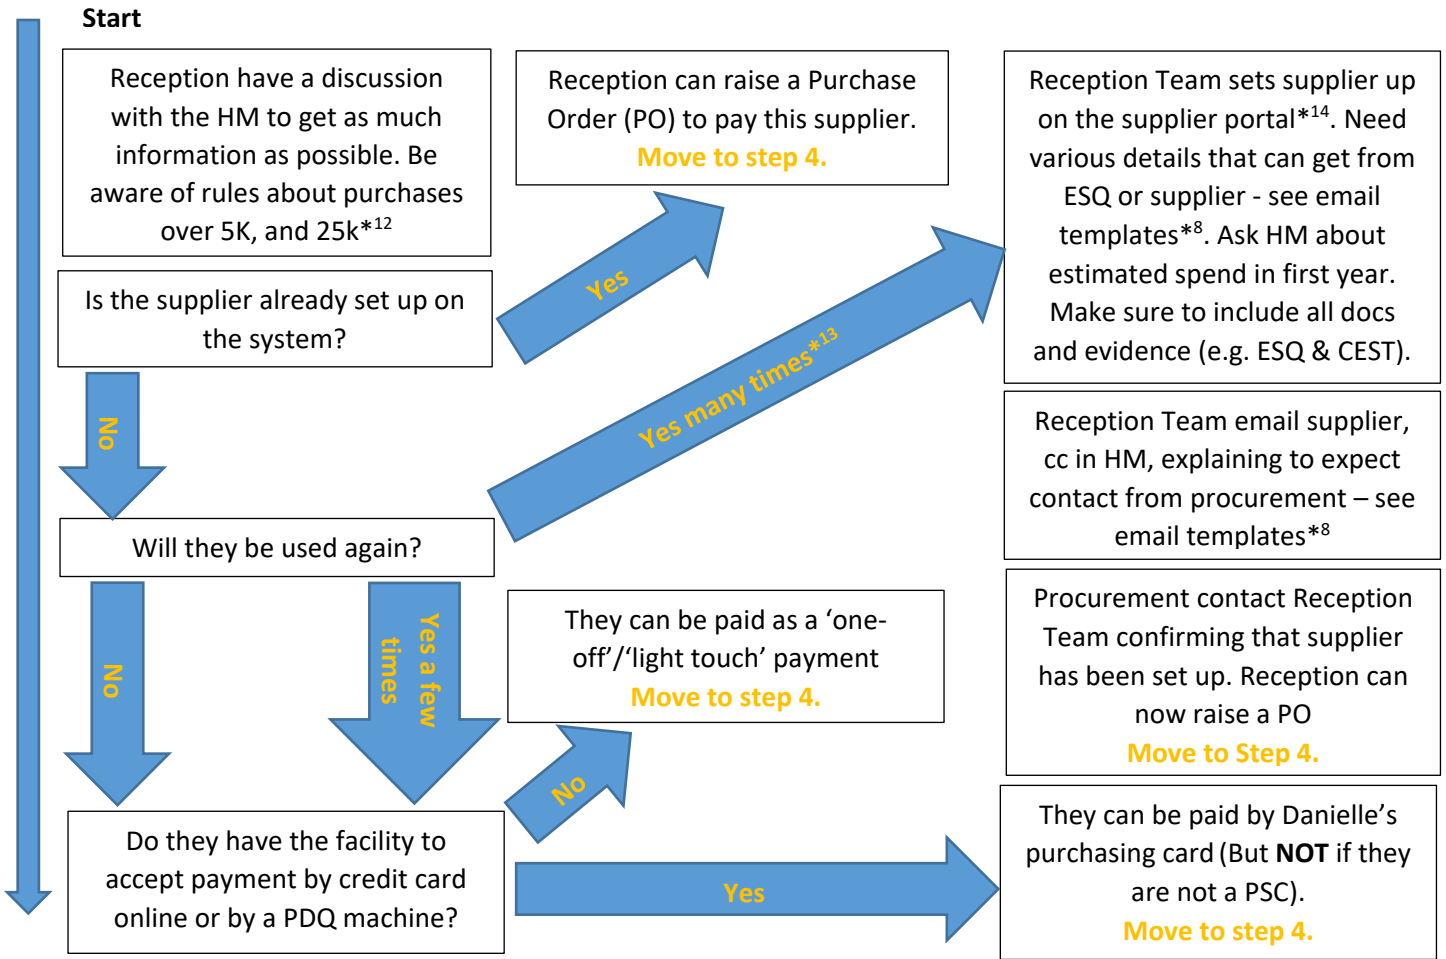 Start
Reception have a discussion
with the HM to get as much
information as possible. Be
aware of rules about purchases
over 5K, and 25k*12
Reception can raise a Purchase
Order (PO) to pay this supplier.
Move to step 4.
Reception Team sets supplier up
on the supplier portal*14. Need
various details that can get from
ESQ or supplier - see email
templates*8. Ask HM about
estimated spend in first year.
Make sure to include all docs
and evidence (e.g. ESQ & CEST).
Is the supplier already set up on
the system?
Yes
Yes many times*13
No
Reception Team email supplier,
cc in HM, explaining to expect
contact from procurement – see
email templates*8
Will they be used again?
No
Yes a few
times
They can be paid as a ‘one-
off’/‘light touch’ payment
Move to step 4.
Procurement contact Reception
Team confirming that supplier
has been set up. Reception can
now raise a PO
Move to Step 4.
No
Do they have the facility to
accept payment by credit card
online or by a PDQ machine?
Yes
They can be paid by Danielle’s
purchasing card (But NOT if they
are not a PSC).
Move to step 4.